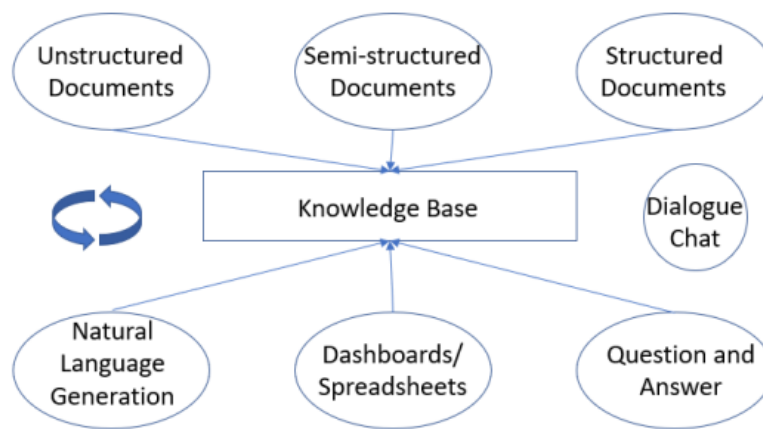 Unstructured
Documents
Semi-structured
Documents
Structured
Documents
Knowledge Base
Dialogue
Chat
Natural
Language
Generation
Dashboards/
Spreadsheets
Question and
Answer